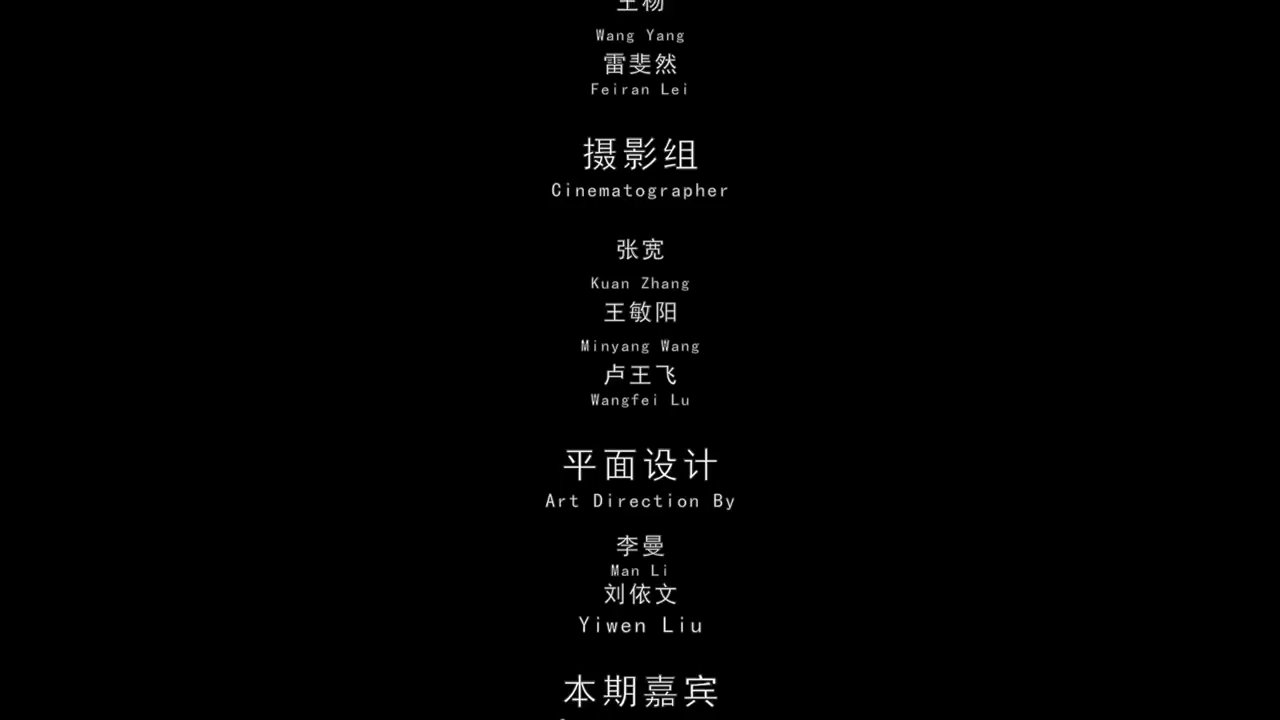 王杨
Wang Yang
雷斐然
Feiran Lei
摄影组
Cinematographer
张宽
Kuan Zhang
王敏阳
Minyang Wang
卢王飞
Wangfei Lu
平面设计
Art Direction By
李曼
Man Li
刘依文
Yiwen Liu
本期嘉宾